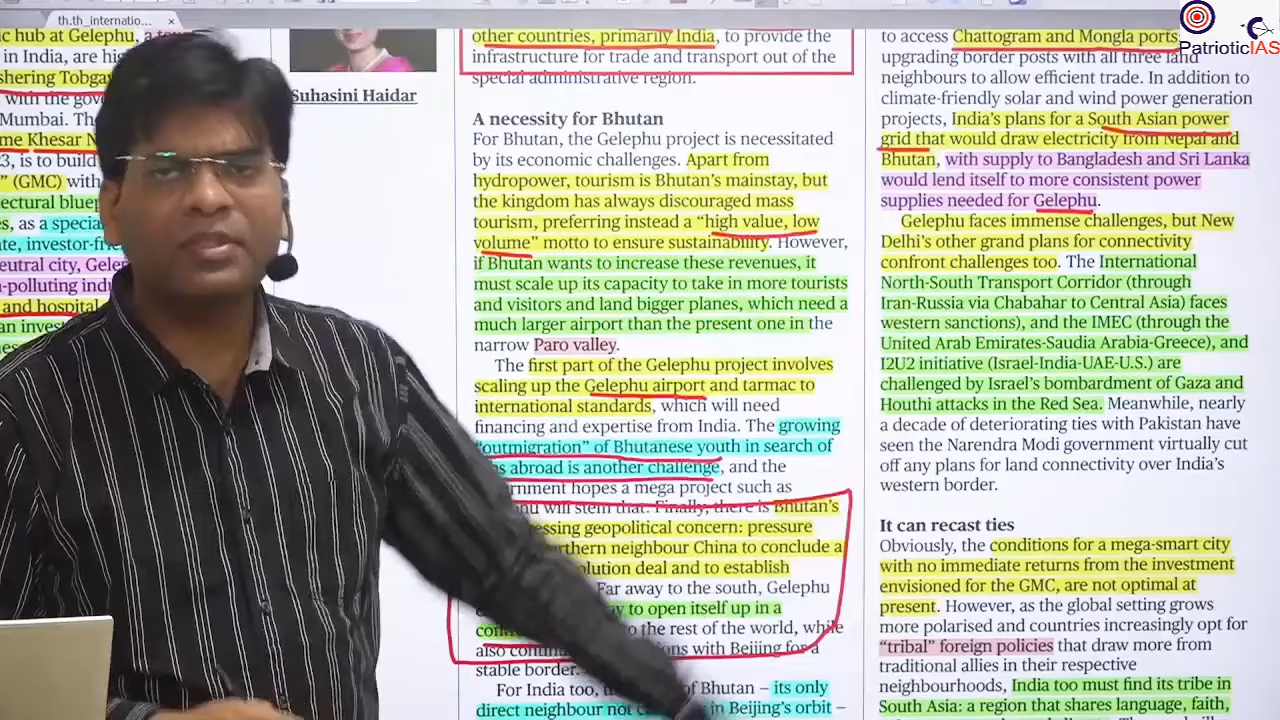 th.th_internatio...
PatrioticIAS
c hub at Gelephu, a
in India, are hig
shering Tobga
with the gov
Mumbai. Th
me Khesar N
3, is to build
” (GMC) with
ectural bluep
es, as a special
te, investor-fri
eutral city, Gele
-polluting indu
and hospital
an invest
Suhasini Haidar
other countries, primarily India, to provide the
infrastructure for trade and transport out of the
special administrative region.
A necessity for Bhutan
For Bhutan, the Gelephu project is necessitated
by its economic challenges. Apart from
hydropower, tourism is Bhutan’s mainstay, but
the kingdom has always discouraged mass
tourism, preferring instead a “high value, low
volume” motto to ensure sustainability. However,
if Bhutan wants to increase these revenues, it
must scale up its capacity to take in more tourists
and visitors and land bigger planes, which need a
much larger airport than the present one in the
narrow Paro valley.
The first part of the Gelephu project involves
scaling up the Gelephu airport and tarmac to
international standards, which will need
financing and expertise from India. The growing
“outmigration” of Bhutanese youth in search of
s abroad is another challenge, and the
rnment hopes a mega project such as
u will stem that. Finally, there is Bhutan’s
essing geopolitical concern: pressure
rthern neighbour China to conclude a
olution deal and to establish
Far away to the south, Gelephu
y to open itself up in a
cont o the rest of the world, while
also contin ons with Beijing for a
stable border.
For India too, of Bhutan – its only
direct neighbour not in Beijing’s orbit –
to access Chattogram and Mongla ports
upgrading border posts with all three land
neighbours to allow efficient trade. In addition to
climate-friendly solar and wind power generation
projects, India’s plans for a South Asian power
grid that would draw electricity from Nepal and
Bhutan, with supply to Bangladesh and Sri Lanka
would lend itself to more consistent power
supplies needed for Gelephu.
Gelephu faces immense challenges, but New
Delhi’s other grand plans for connectivity
confront challenges too. The International
North-South Transport Corridor (through
Iran-Russia via Chabahar to Central Asia) faces
western sanctions), and the IMEC (through the
United Arab Emirates-Saudia Arabia-Greece), and
I2U2 initiative (Israel-India-UAE-U.S.) are
challenged by Israel’s bombardment of Gaza and
Houthi attacks in the Red Sea. Meanwhile, nearly
a decade of deteriorating ties with Pakistan have
seen the Narendra Modi government virtually cut
off any plans for land connectivity over India’s
western border.
It can recast ties
Obviously, the conditions for a mega-smart city
with no immediate returns from the investment
envisioned for the GMC, are not optimal at
present. However, as the global setting grows
more polarised and countries increasingly opt for
“tribal” foreign policies that draw more from
traditional allies in their respective
neighbourhoods, India too must find its tribe in
South Asia: a region that shares language, faith,